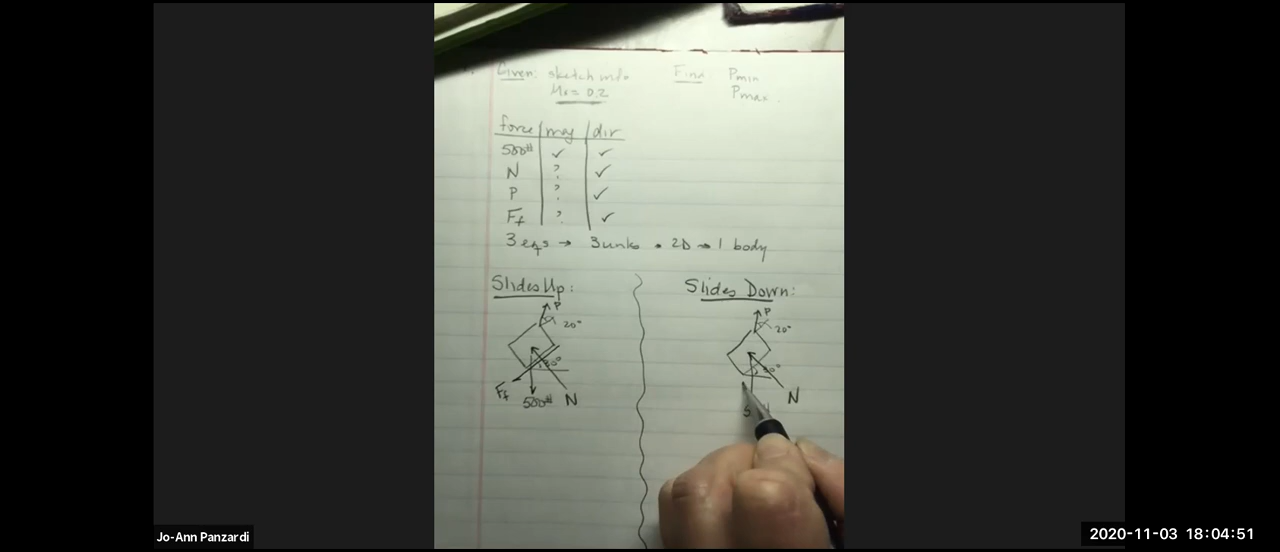 Given: sketch info Find Pmin
μs = 0.2 Pmax.
force mag dir
500# ✓ ✓
N ? ✓
P ? ✓
Ff ? ✓
3 eqs → 3 unks • 2D → 1 body
Slides Up: Slides Down:
P P
20° 20°
30° 30°
Ff 500# N N
Jo-Ann Panzardi
2020-11-03 18:04:51